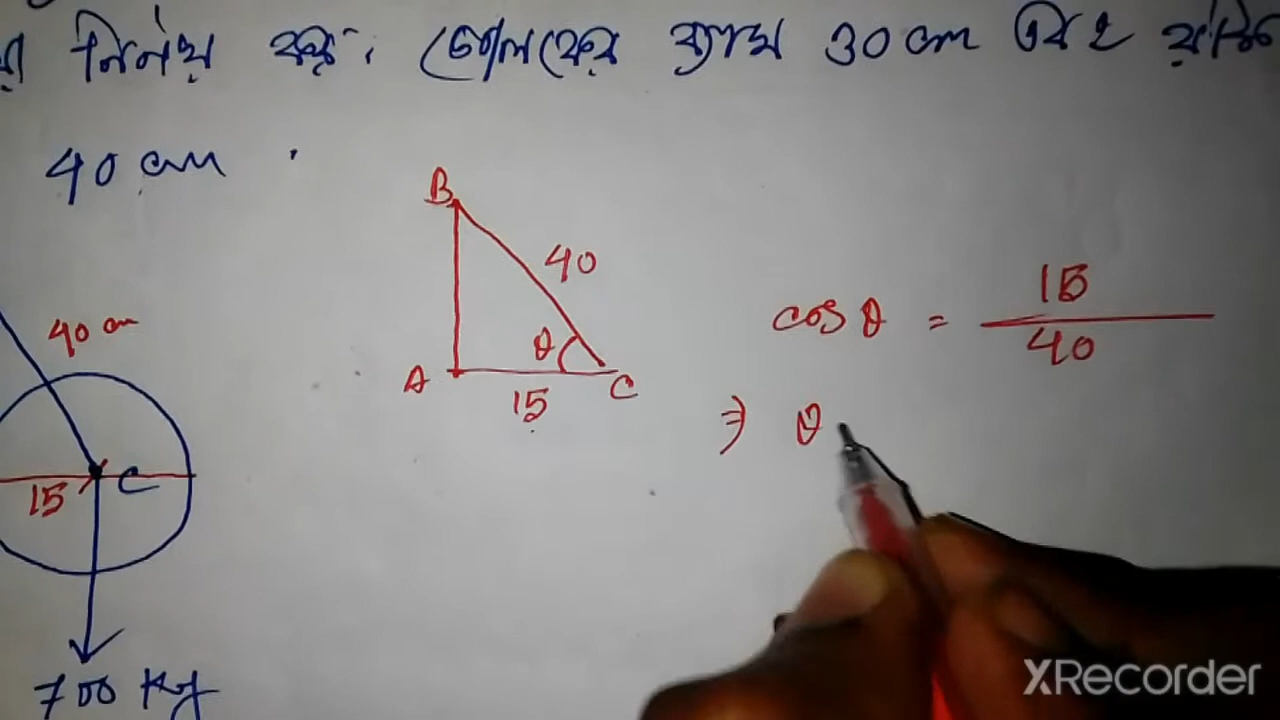 নির্ণয় কর। গোলকের ব্যাস 30 cm এবং
40 cm .
B
40
θ
A
15
C
cos θ = 15 / 40
⇒ θ
40 cm
15
C
700 Kg
XRecorder